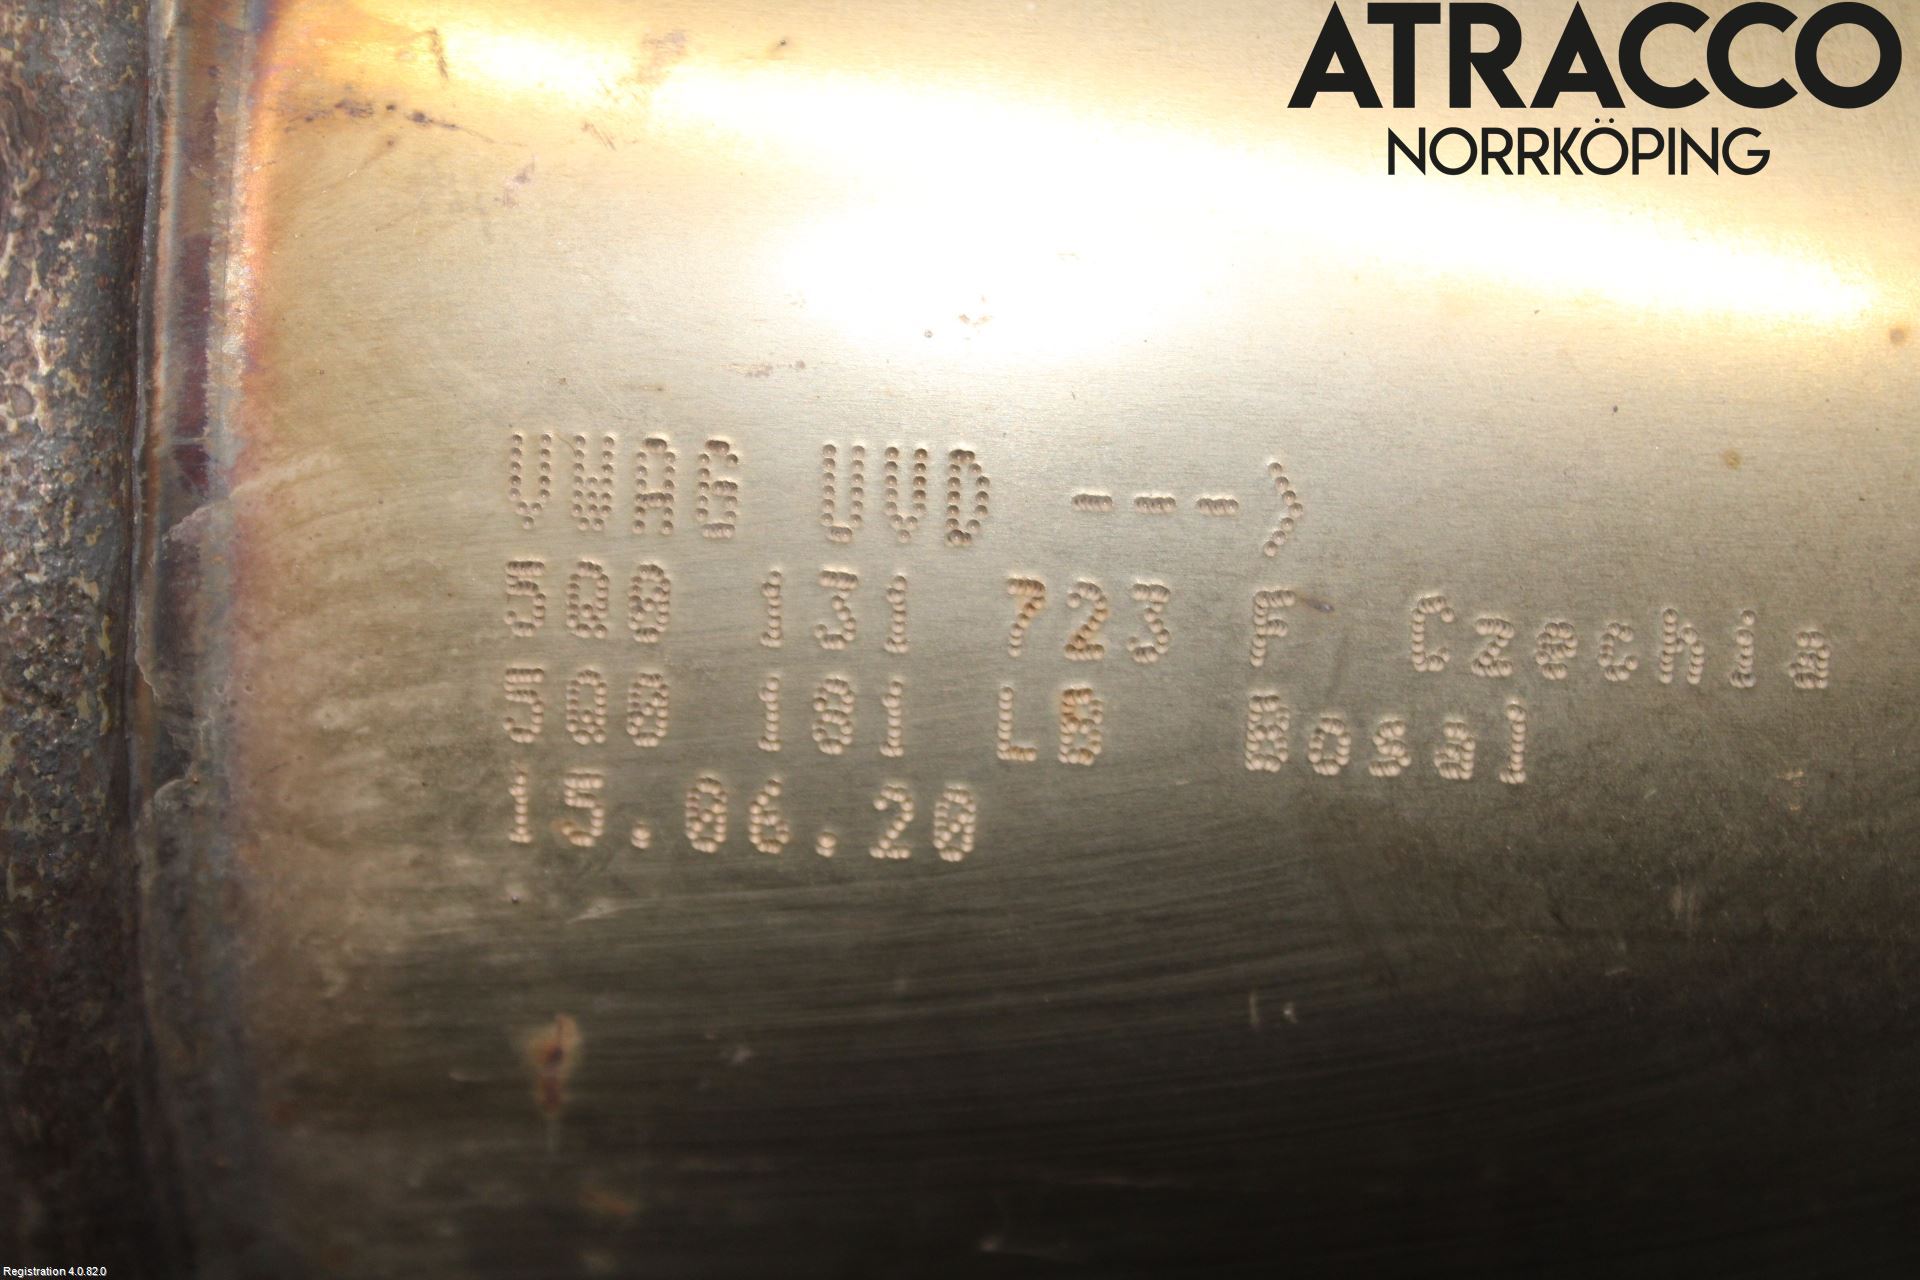 ATRACCO
NORRKÖPING
VWAG UVD --->
5Q0 131 723 F Czechia
5Q0 181 LB Bosal
15.06.20
Registration 4.0.82.0